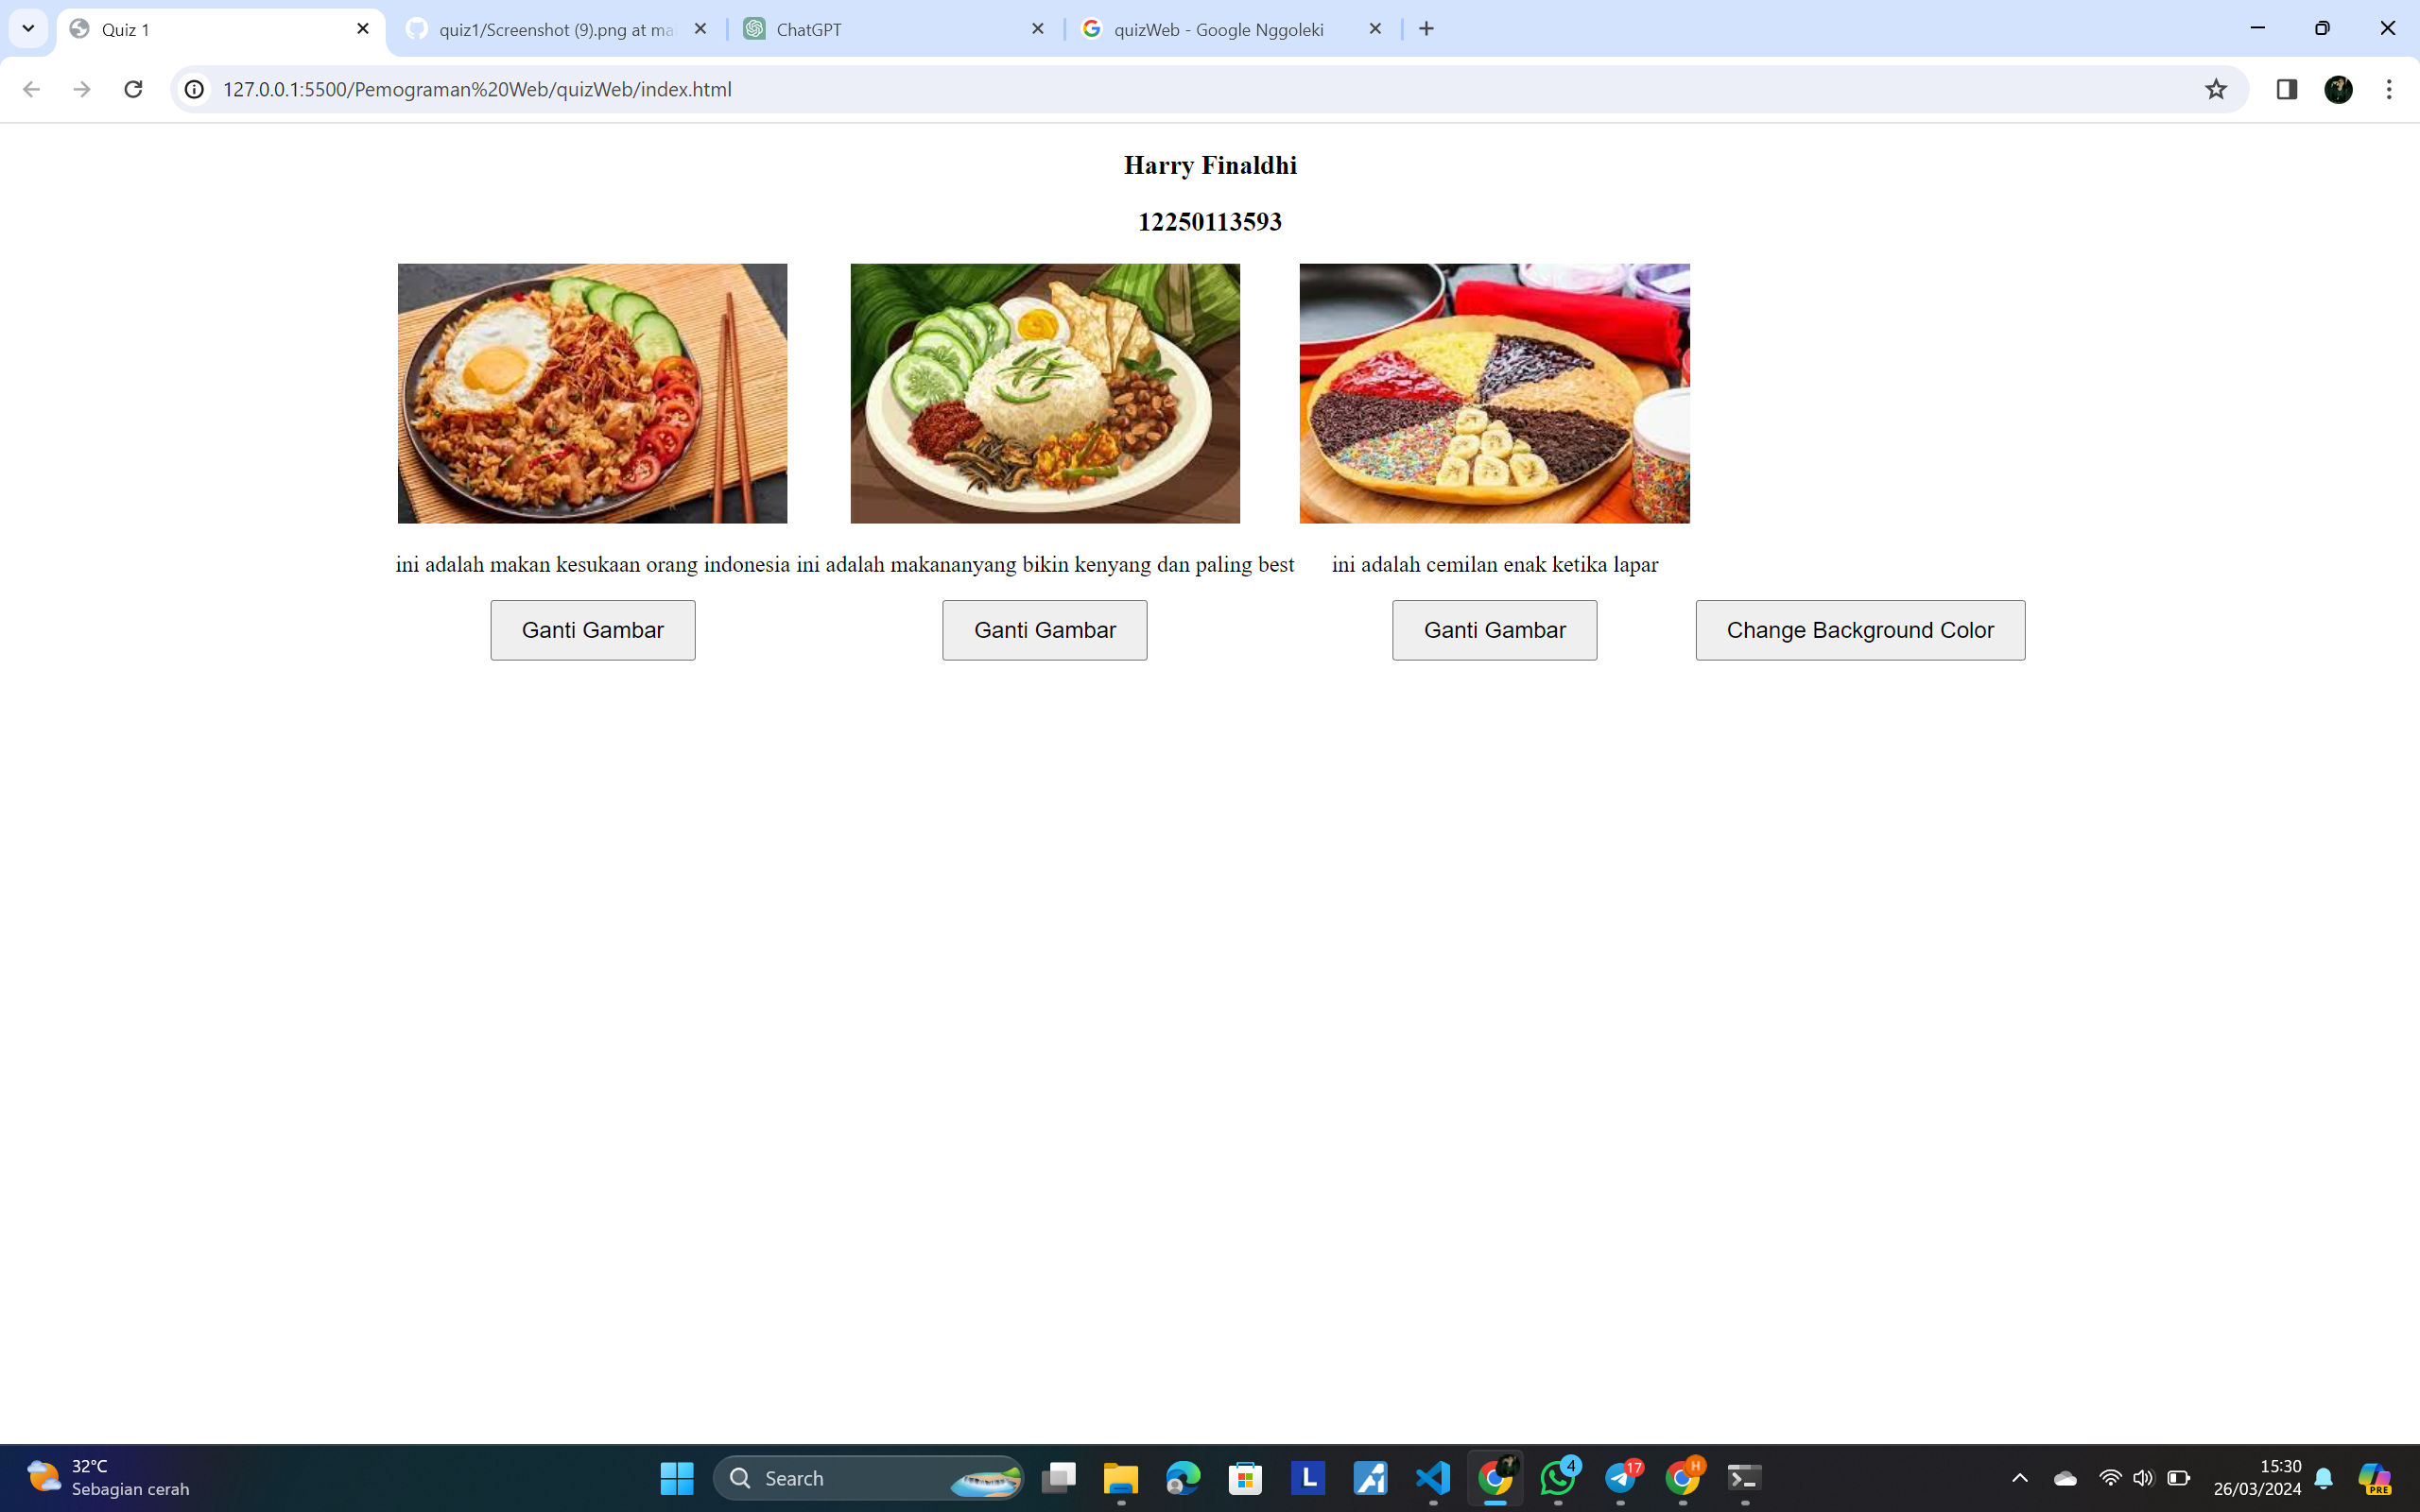 Quiz 1
quiz1/Screenshot (9).png at ma
ChatGPT
quizWeb - Google Nggoleki
127.0.0.1:5500/Pemograman%20Web/quizWeb/index.html
Harry Finaldhi
12250113593
ini adalah makan kesukaan orang indonesia
ini adalah makananyang bikin kenyang dan paling best
ini adalah cemilan enak ketika lapar
Ganti Gambar
Ganti Gambar
Ganti Gambar
Change Background Color
32°C
Sebagian cerah
Search
L
4
17
H
15:30
26/03/2024
PRE